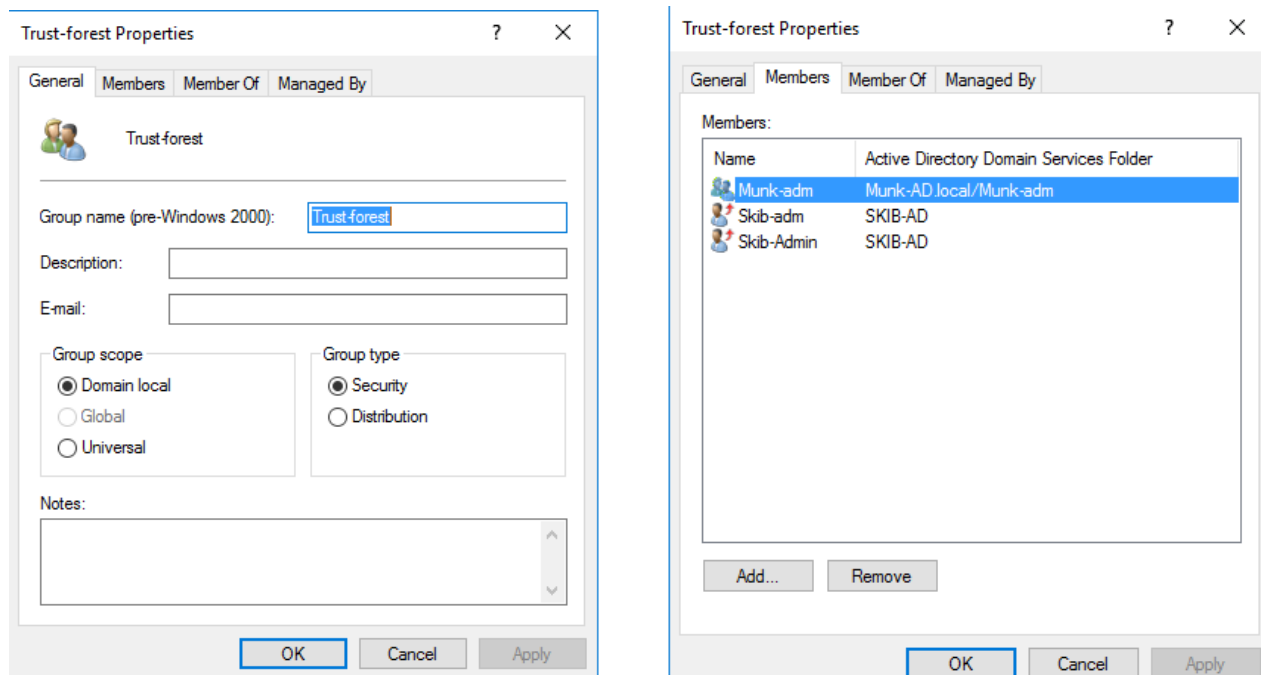 Trust-forest Properties ? ✕
General Members Member Of Managed By
Trust-forest
Group name (pre-Windows 2000): Trust-forest
Description:
E-mail:
Group scope Group type
Domain local Security
Global Distribution
Universal
Notes:
OK Cancel Apply
Trust-forest Properties ? ✕
General Members Member Of Managed By
Members:
Name Active Directory Domain Services Folder
Munk-adm Munk-AD.local/Munk-adm
Skib-adm SKIB-AD
Skib-Admin SKIB-AD
Add... Remove
OK Cancel Apply